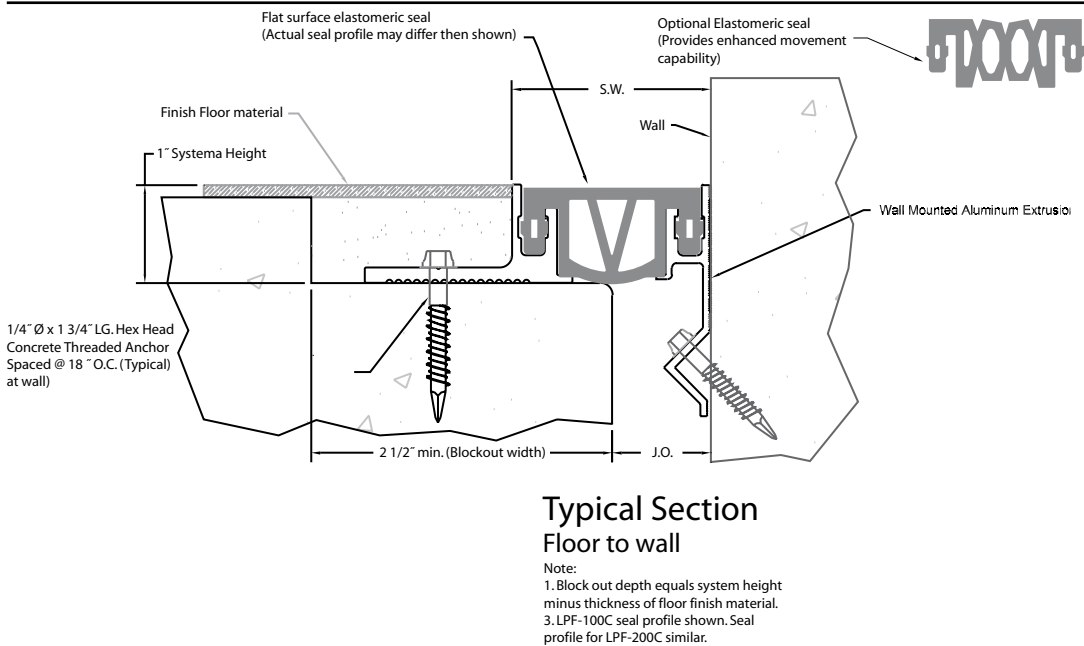 Flat surface elastomeric seal
(Actual seal profile may differ then shown)
Optional Elastomeric seal
(Provides enhanced movement
capability)
S.W.
Finish Floor material
Wall
1˝ Systema Height
Wall Mounted Aluminum Extrusio
1/4˝ Ø x 1 3/4˝ LG. Hex Head
Concrete Threaded Anchor
Spaced @ 18 ˝ O.C. (Typical)
at wall)
2 1/2˝ min. (Blockout width)
J.O.
Typical Section
Floor to wall
Note:
1. Block out depth equals system height
minus thickness of floor finish material.
3. LPF-100C seal profile shown. Seal
profile for LPF-200C similar.